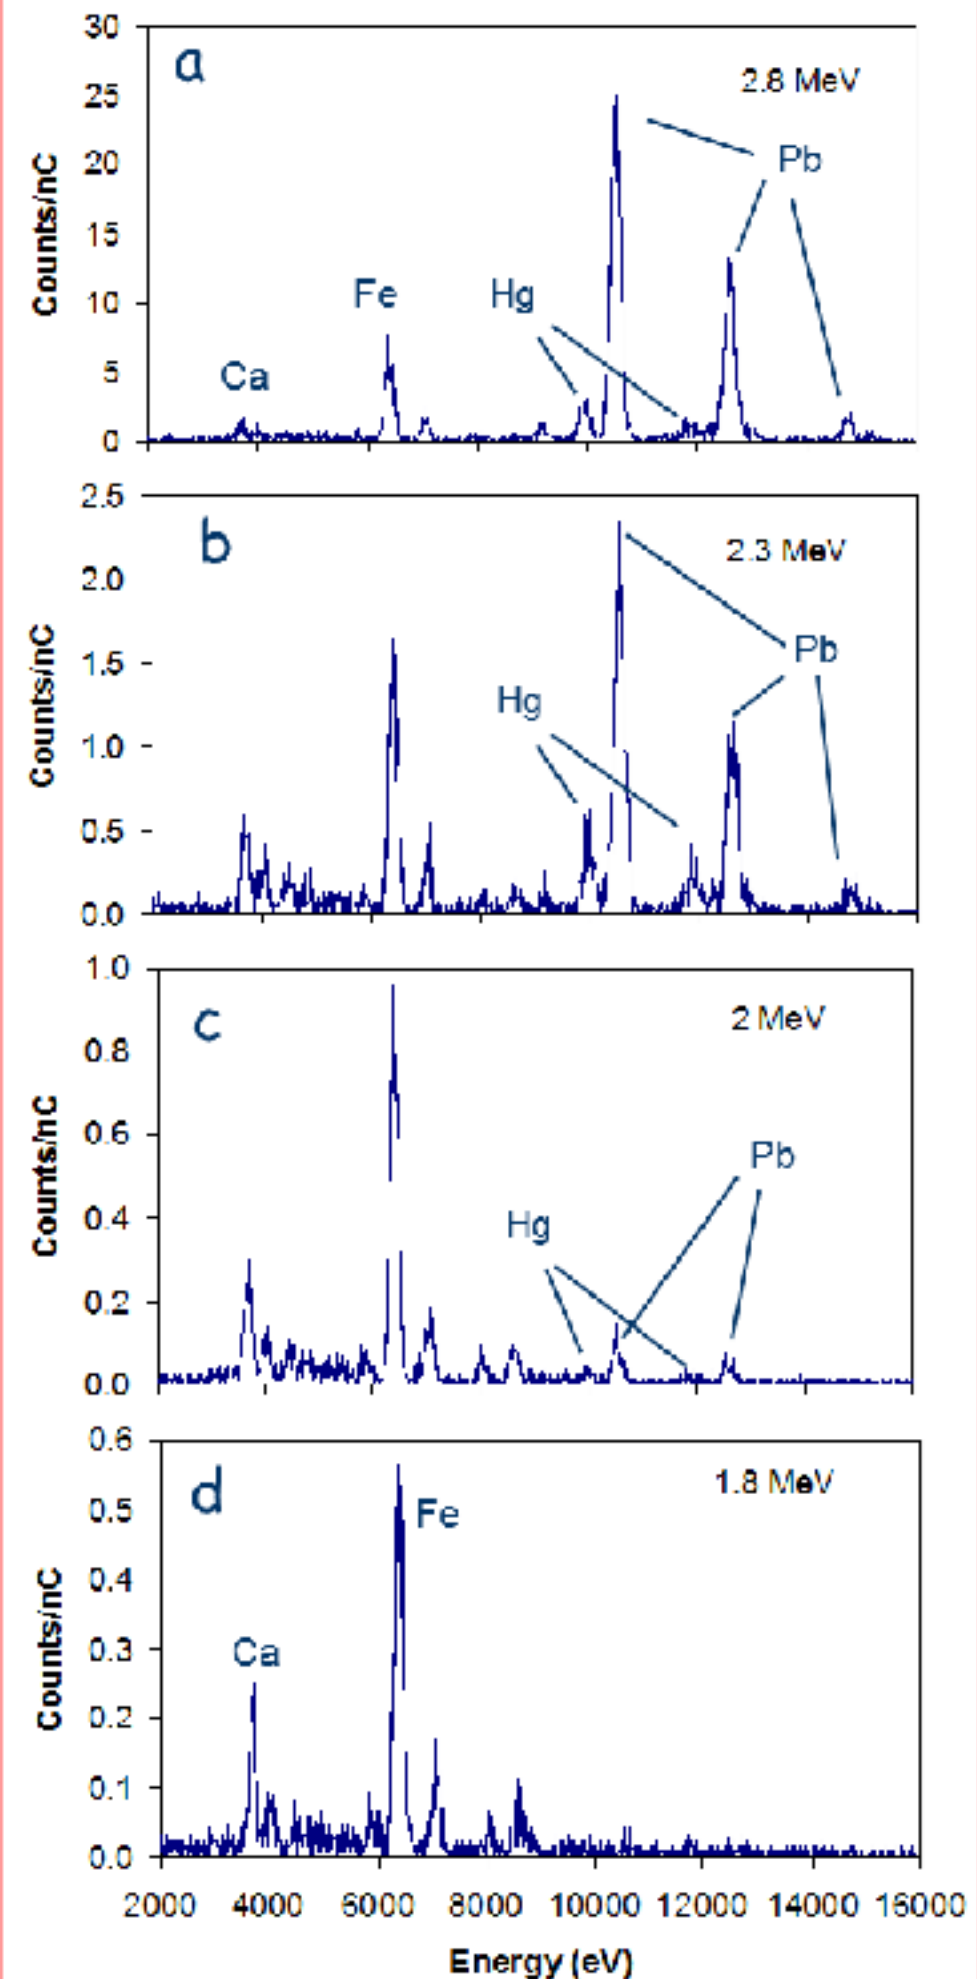 30
a
2.8 MeV
25
Pb
20
15
Fe
Hg
10
Ca
5
0
Counts/nC
2.5
b
2.3 MeV
2.0
Pb
1.5
Hg
1.0
0.5
0.0
Counts/nC
1.0
c
2 MeV
0.8
0.6
Pb
Hg
0.4
0.2
0.0
Counts/nC
0.6
d
1.8 MeV
0.5
Fe
0.4
Ca
0.3
0.2
0.1
0.0
Counts/nC
2000 4000 6000 8000 10000 12000 14000 16000
Energy (eV)